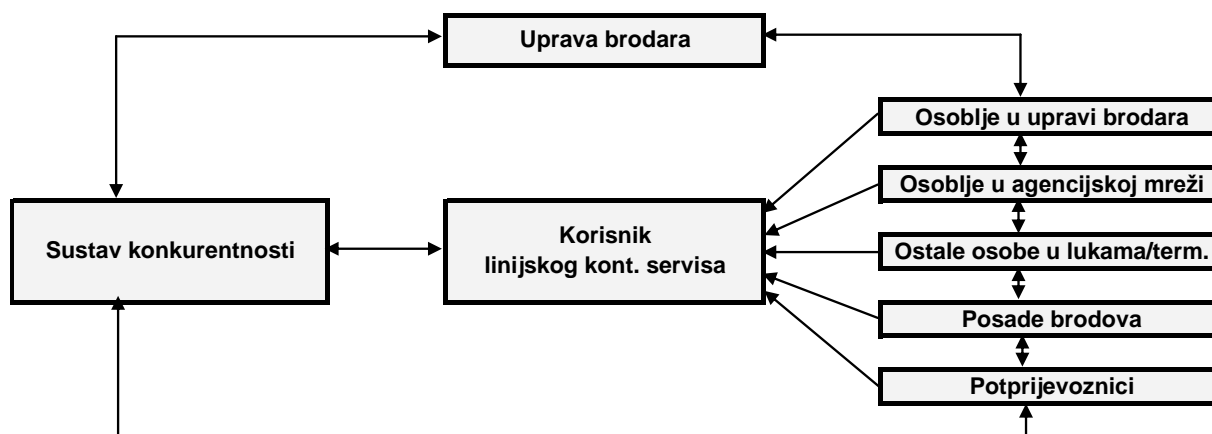 Uprava brodara
Osoblje u upravi brodara
Osoblje u agencijskoj mreži
Sustav konkurentnosti
Korisnik
linijskog kont. servisa
Ostale osobe u lukama/term.
Posade brodova
Potprijevoznici